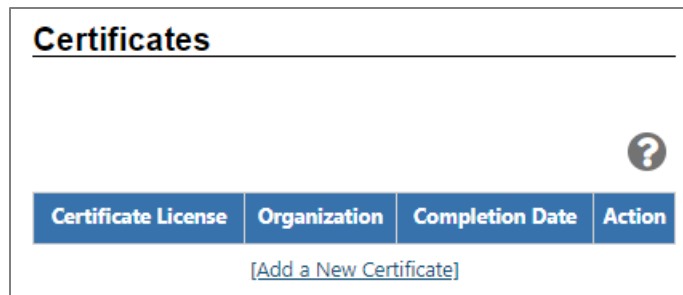 Certificates
?
Certificate License Organization Completion Date Action
[Add a New Certificate]